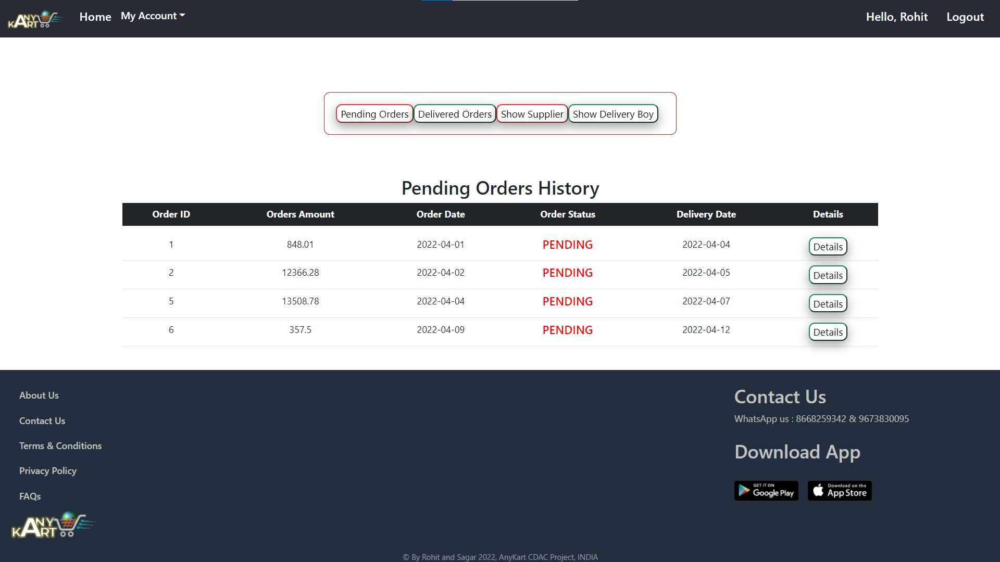 ANY KART Home My Account Hello, Rohit Logout
Pending Orders Delivered Orders Show Supplier Show Delivery Boy
Pending Orders History
Order ID Orders Amount Order Date Order Status Delivery Date Details
1 848.01 2022-04-01 PENDING 2022-04-04 Details
2 12366.28 2022-04-02 PENDING 2022-04-05 Details
5 13508.78 2022-04-04 PENDING 2022-04-07 Details
6 357.5 2022-04-09 PENDING 2022-04-12 Details
About Us
Contact Us
Terms & Conditions
Privacy Policy
FAQs
ANY KART
Contact Us
WhatsApp us : 8668259342 & 9673830095
Download App
GET IT ON
Google Play
Download on the
App Store
© By Rohit and Sagar 2022, AnyKart CDAC Project, INDIA